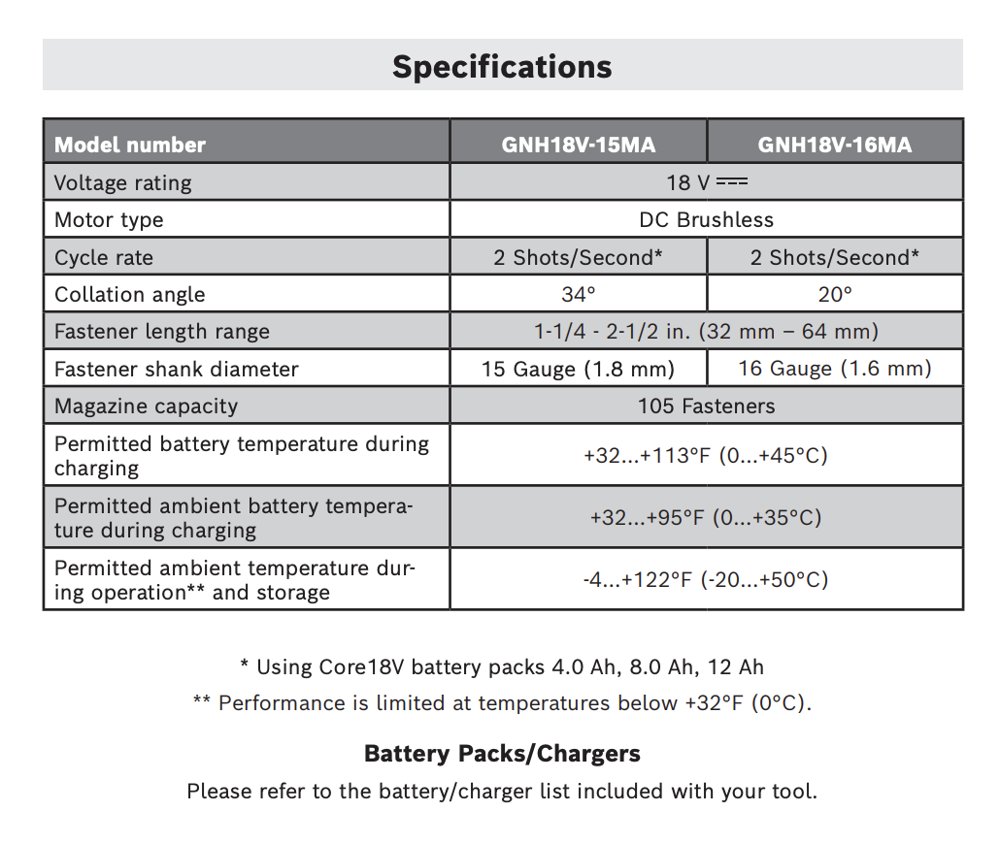 Specifications
Model number GNH18V-15MA GNH18V-16MA
Voltage rating 18 V ⎓
Motor type DC Brushless
Cycle rate 2 Shots/Second* 2 Shots/Second*
Collation angle 34° 20°
Fastener length range 1-1/4 - 2-1/2 in. (32 mm – 64 mm)
Fastener shank diameter 15 Gauge (1.8 mm) 16 Gauge (1.6 mm)
Magazine capacity 105 Fasteners
Permitted battery temperature during
charging +32...+113°F (0...+45°C)
Permitted ambient battery tempera-
ture during charging +32...+95°F (0...+35°C)
Permitted ambient temperature dur-
ing operation** and storage -4...+122°F (-20...+50°C)
* Using Core18V battery packs 4.0 Ah, 8.0 Ah, 12 Ah
** Performance is limited at temperatures below +32°F (0°C).
Battery Packs/Chargers
Please refer to the battery/charger list included with your tool.